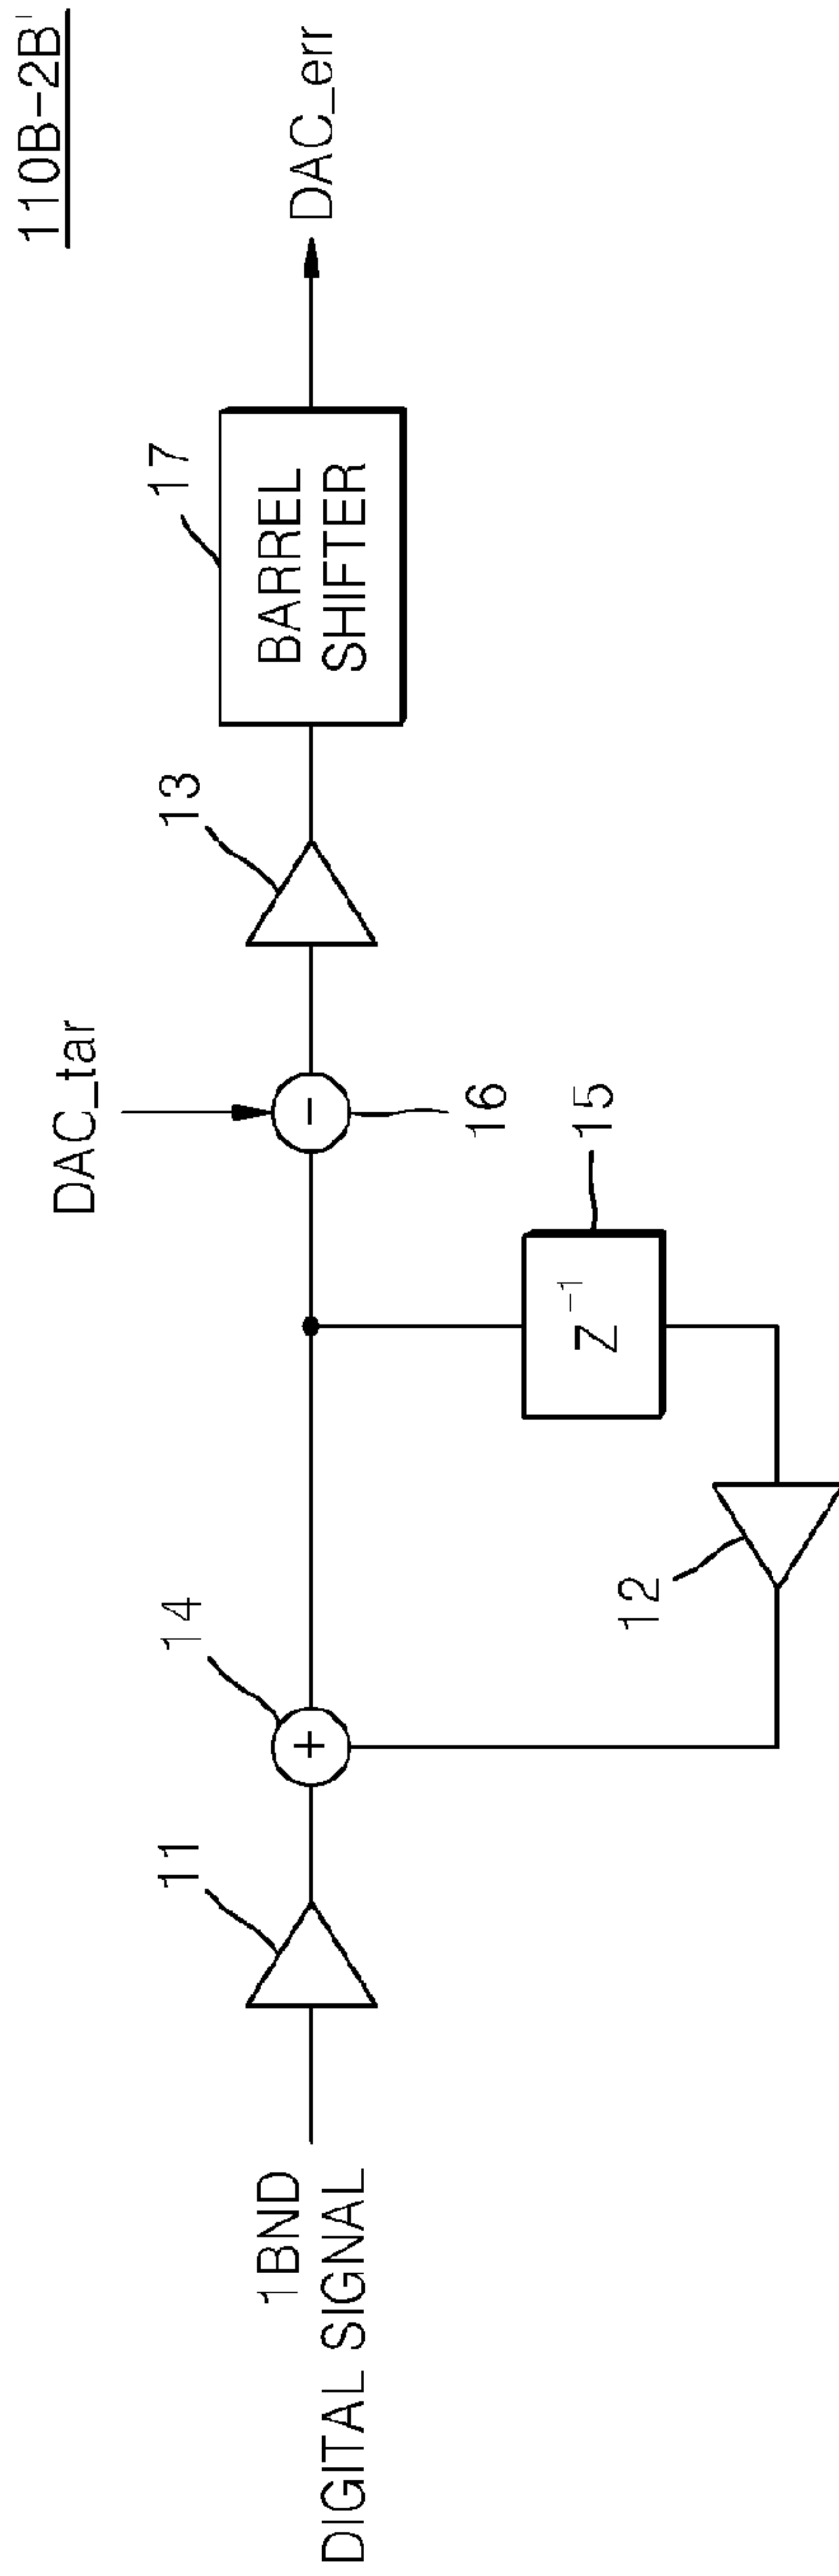 110B-2B'
1BND
DIGITAL SIGNAL
11
14
+
12
Z⁻¹
15
DAC_tar
-
16
13
BARREL
SHIFTER
17
DAC_err